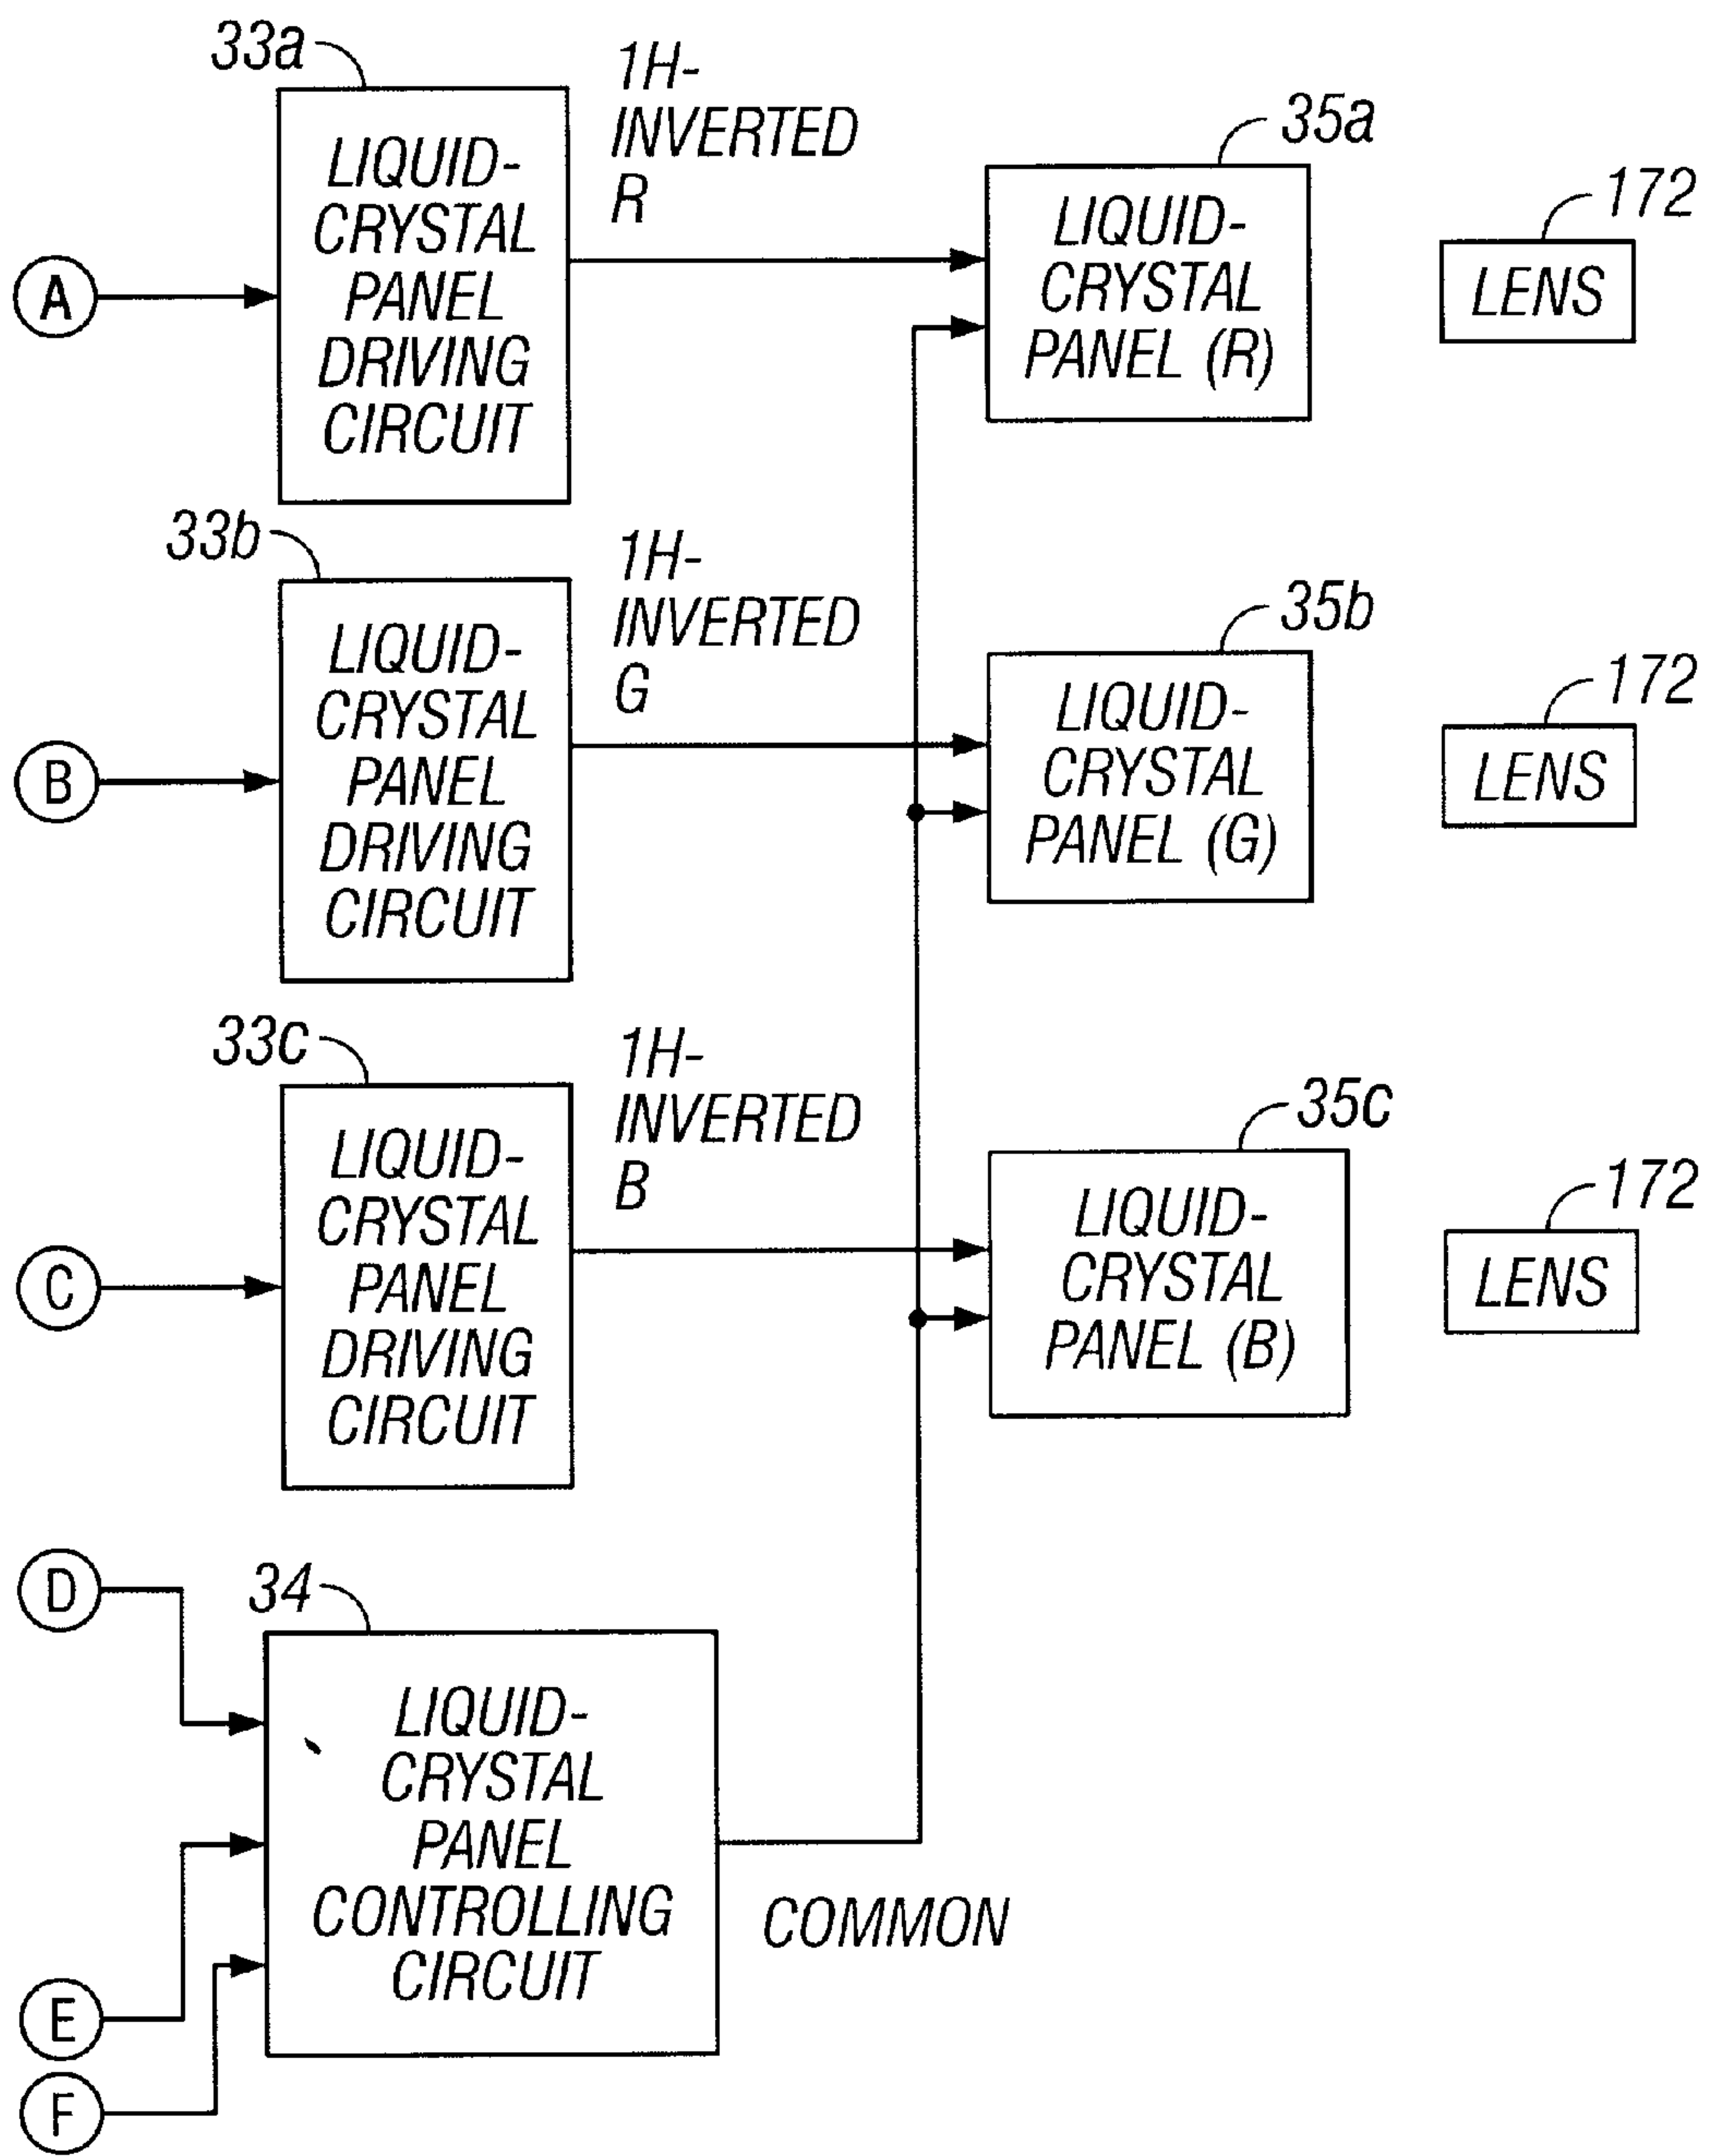 33a
1H-
INVERTED
R
LIQUID-
CRYSTAL
PANEL
DRIVING
CIRCUIT
A
35a
LIQUID-
CRYSTAL
PANEL (R)
172
LENS
33b
1H-
INVERTED
G
LIQUID-
CRYSTAL
PANEL
DRIVING
CIRCUIT
B
35b
LIQUID-
CRYSTAL
PANEL (G)
172
LENS
33c
1H-
INVERTED
B
LIQUID-
CRYSTAL
PANEL
DRIVING
CIRCUIT
C
35c
LIQUID-
CRYSTAL
PANEL (B)
172
LENS
D
34
LIQUID-
CRYSTAL
PANEL
CONTROLLING
CIRCUIT
COMMON
E
F